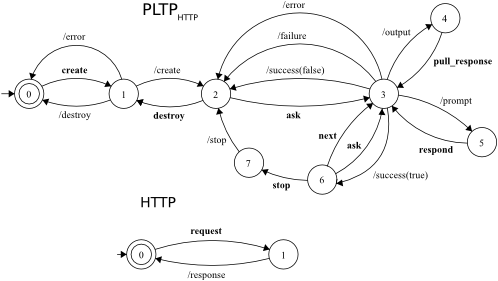 PLTP HTTP
/error
/error
/failure
/output
4
pull_response
create
/create
/success(false)
0
1
2
3
/prompt
/destroy
destroy
ask
next
ask
respond
5
/stop
7
stop
6
/success(true)
HTTP
request
0
1
/response